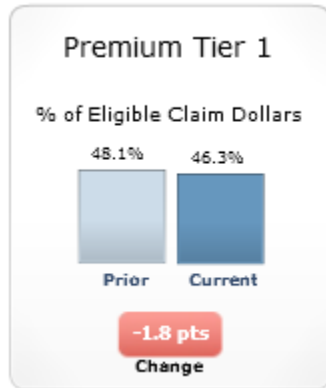 Premium Tier 1
% of Eligible Claim Dollars
48.1% 46.3%
Prior Current
-1.8 pts
Change